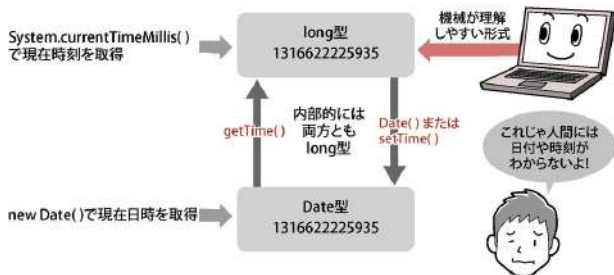 System.currentTimeMillis()
で現在時刻を取得
long型
1316622225935
機械が理解
しやすい形式
getTime()
内部的には
両方とも
long型
Date()または
setTime()
これじゃ人間には
日付や時刻が
わからないよ!
new Date()で現在日時を取得
Date型
1316622225935